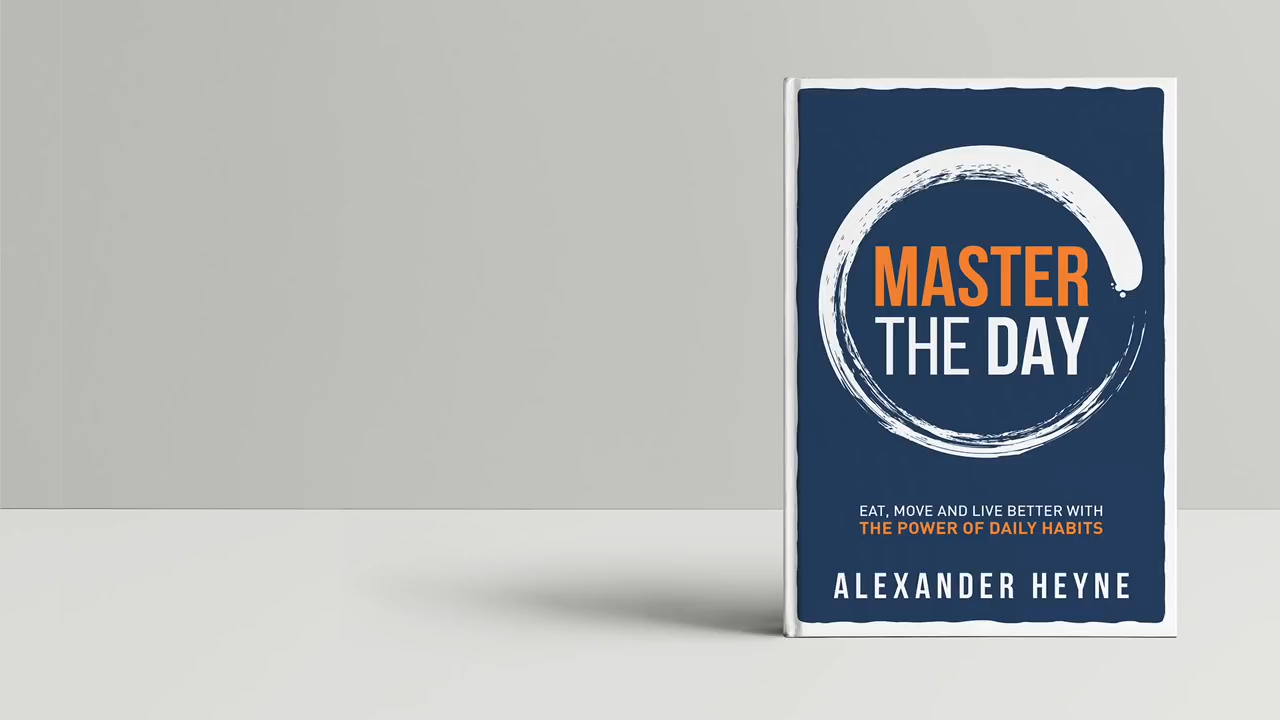 MASTER
THE DAY
EAT, MOVE AND LIVE BETTER WITH
THE POWER OF DAILY HABITS
ALEXANDER HEYNE